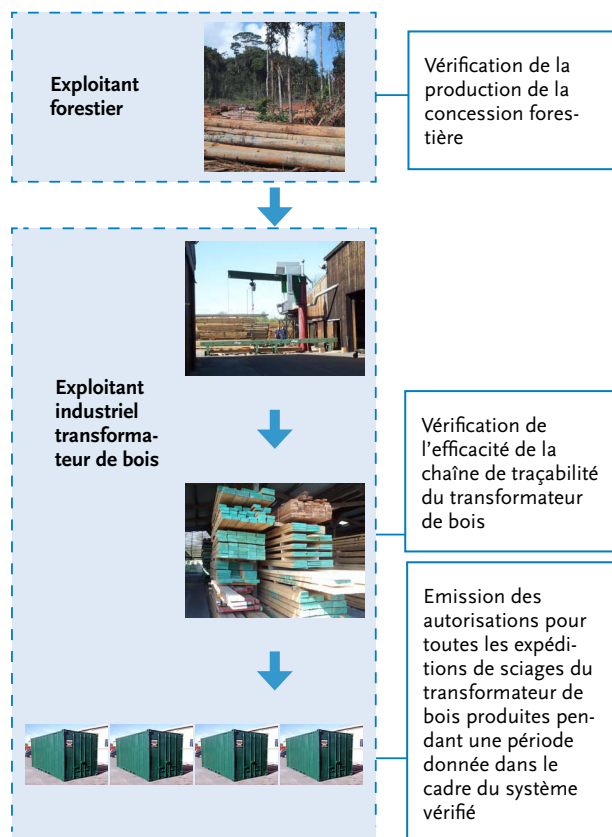 Exploitant
forestier
Vérification de la
production de la
concession fores-
tière
Exploitant
industriel
transforma-
teur de bois
Vérification de
l'efficacité de la
chaîne de traçabilité
du transformateur
de bois
Emission des
autorisations pour
toutes les expédi-
tions de sciages du
transformateur de
bois produites pen-
dant une période
donnée dans le
cadre du système
vérifié